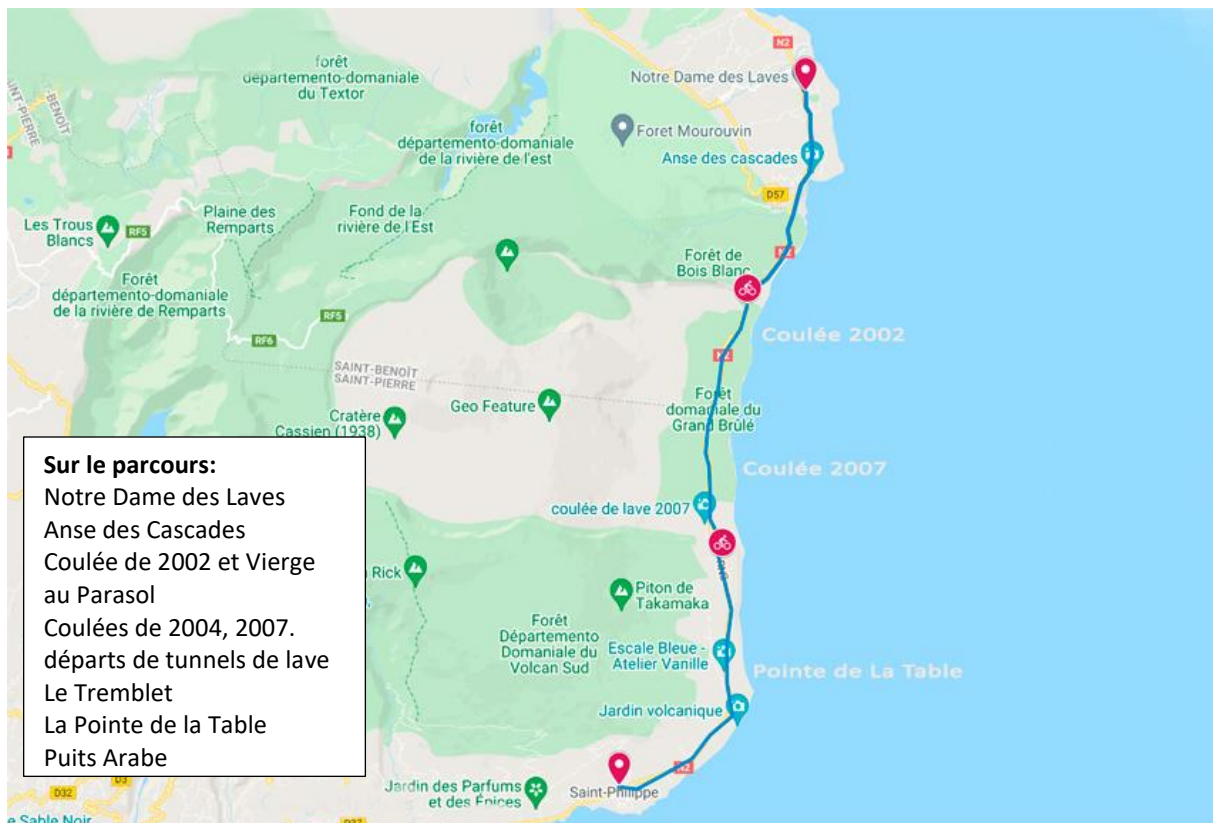 N2
Notre Dame des Laves
forêt
départemento-domaniale
du Textor
SAINT-PIERRE
BENOÎT
forêt
départemento-domaniale
de la rivière de l'est
Foret Mourouvin
Anse des cascades
D57
Les Trous
Blancs
RF5
Plaine des
Remparts
Fond de la
rivière de l'Est
N2
Forêt de
Bois Blanc
Forêt
départemento-domaniale
de la rivière de Remparts
RF5
RF6
Coulée 2002
N2
SAINT-BENOÎT
SAINT-PIERRE
Geo Feature
Forêt
domaniale du
Grand Brûlé
Cratère
Cassien (1938)
Coulée 2007
coulée de lave 2007
Sur le parcours:
Notre Dame des Laves
Anse des Cascades
Coulée de 2002 et Vierge
au Parasol
Coulées de 2004, 2007.
départs de tunnels de lave
Le Tremblet
La Pointe de la Table
Puits Arabe
Rick
Piton de
Takamaka
Forêt
Départemento
Domaniale du
Volcan Sud
Escale Bleue -
Atelier Vanille
Pointe de La Table
Jardin volcanique
N2
Saint-Philippe
Jardin des Parfums
et des Épices
D3
D32
D37
e Sable Noir